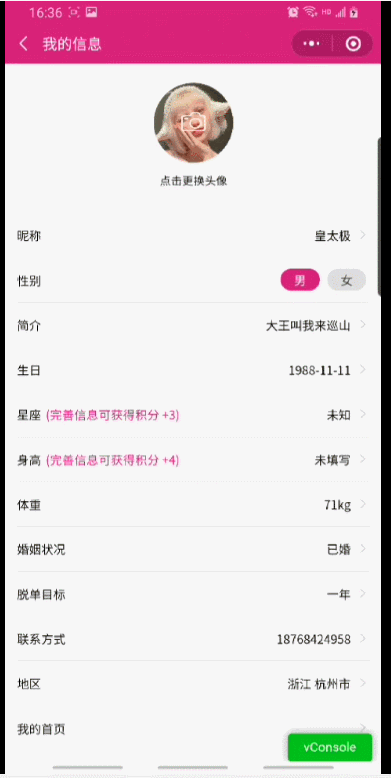 16:36 HD
我的信息
点击更换头像
昵称 皇太极
性别 男 女
简介 大王叫我来巡山
生日 1988-11-11
星座 (完善信息可获得积分 +3) 未知
身高 (完善信息可获得积分 +4) 未填写
体重 71kg
婚姻状况 已婚
脱单目标 一年
联系方式 18768424958
地区 浙江 杭州市
我的首页
vConsole